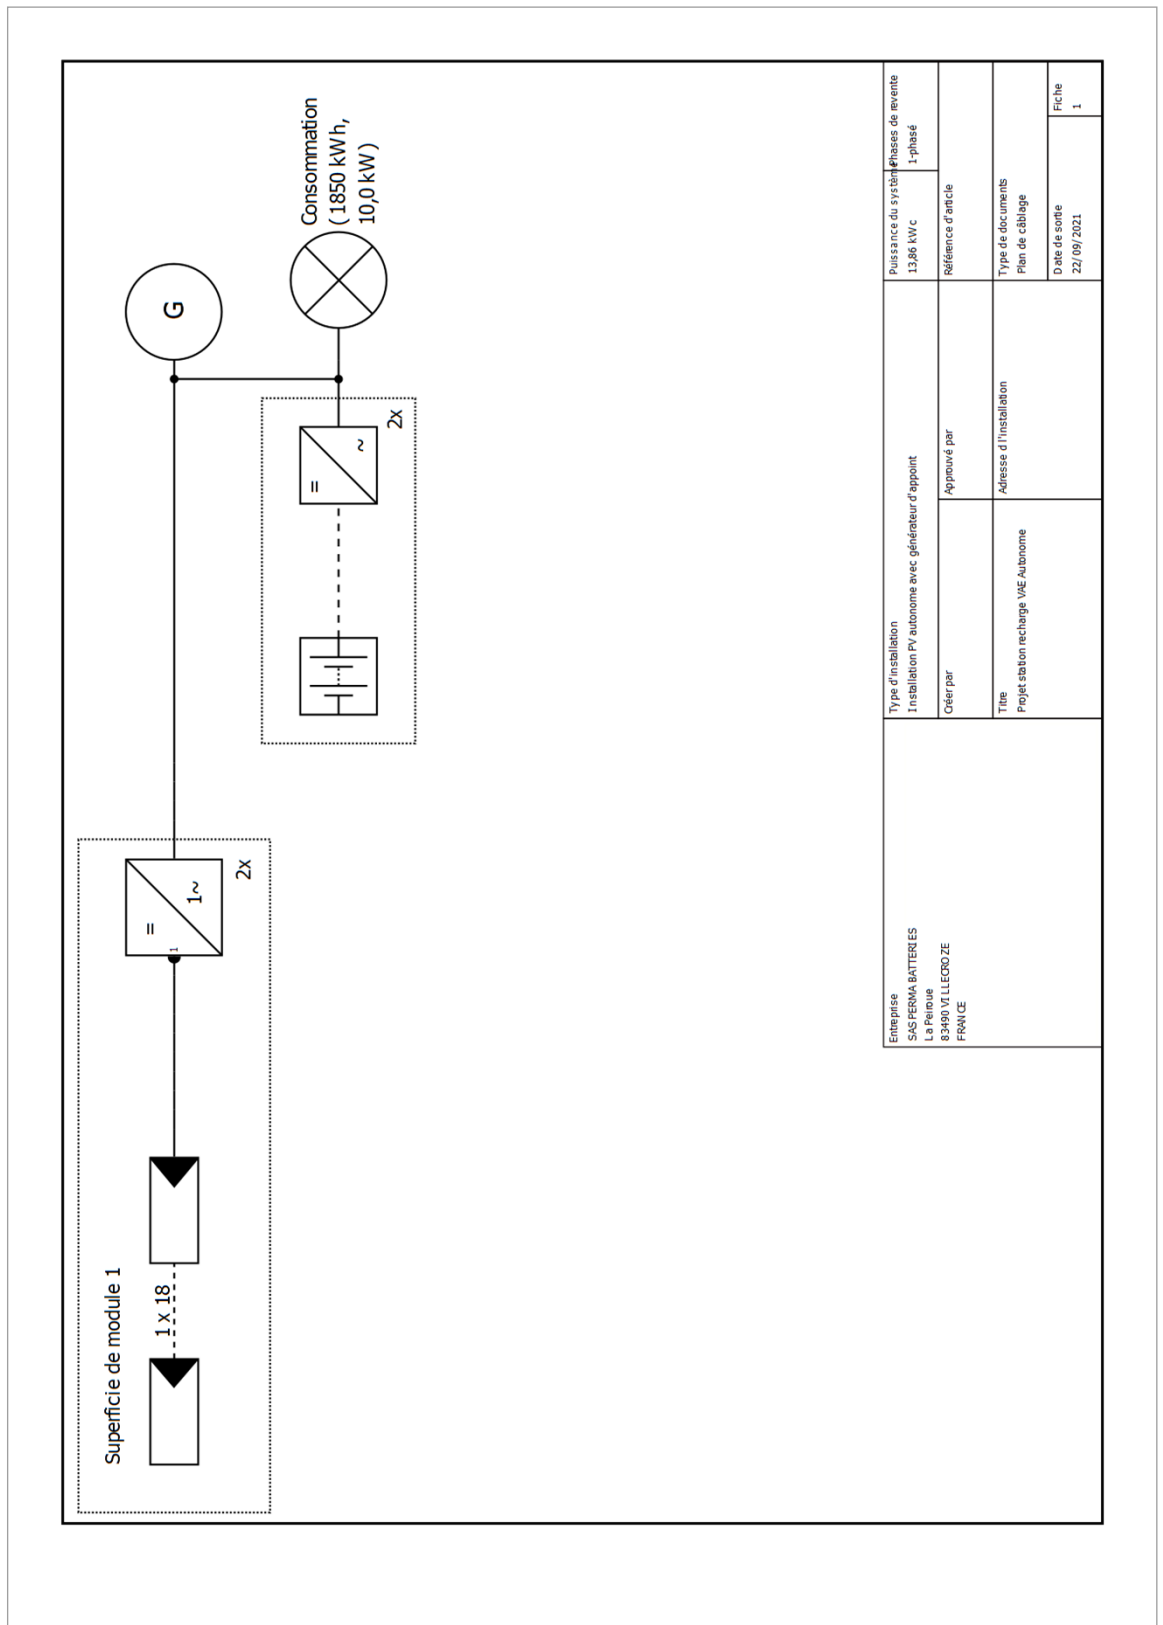 Superficie de module 1
1 x 18
=
1~
1
2x
G
=
~
2x
Consommation
(1850 kWh,
10,0 kW)
Entreprise
SAS PERMA BATTERIES
La Peiroue
83490 VILLECROZE
FRANCE
Type d'installation
Installation PV autonome avec générateur d'appoint
Créer par
Approuvé par
Titre
Projet station recharge VAE Autonome
Adresse d l'installation
Puissance du système
13,86 kWc
Phases de revente
1-phasé
Référence d'article
Type de documents
Plan de câblage
Date de sortie
22/09/2021
Fiche
1